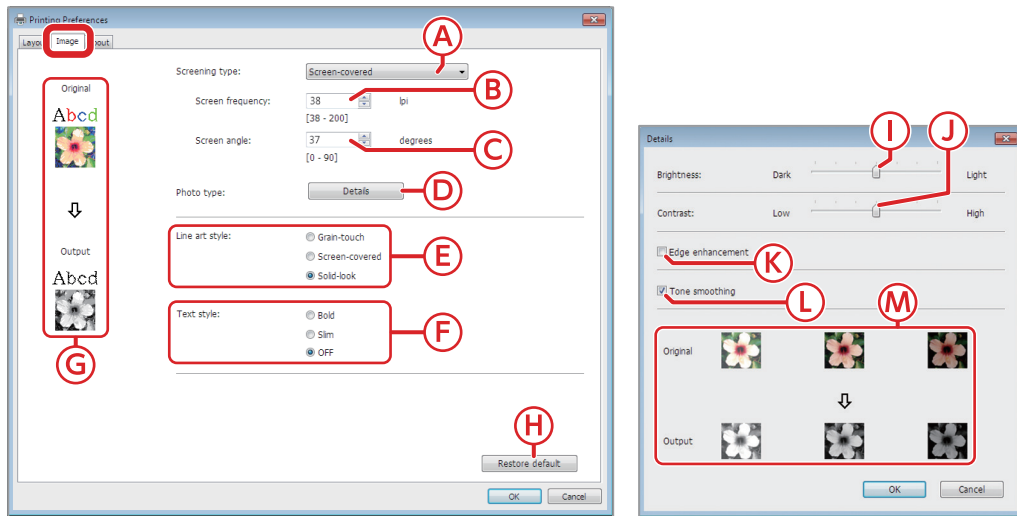 Printing Preferences
Layou Image bout
A
Screening type: Screen-covered
Original
B
Screen frequency: 38 lpi
Abcd
[38 - 200]
Screen angle: 37 degrees
C
[0 - 90]
Photo type: Details
D
Output
Line art style: Grain-touch
E
Screen-covered
Abcd
Solid-look
Text style: Bold
F
Slim
OFF
G
H
Restore default
OK Cancel
Details
I J
Brightness: Dark Light
Contrast: Low High
Edge enhancement
K
Tone smoothing
L M
Original
Output
OK Cancel